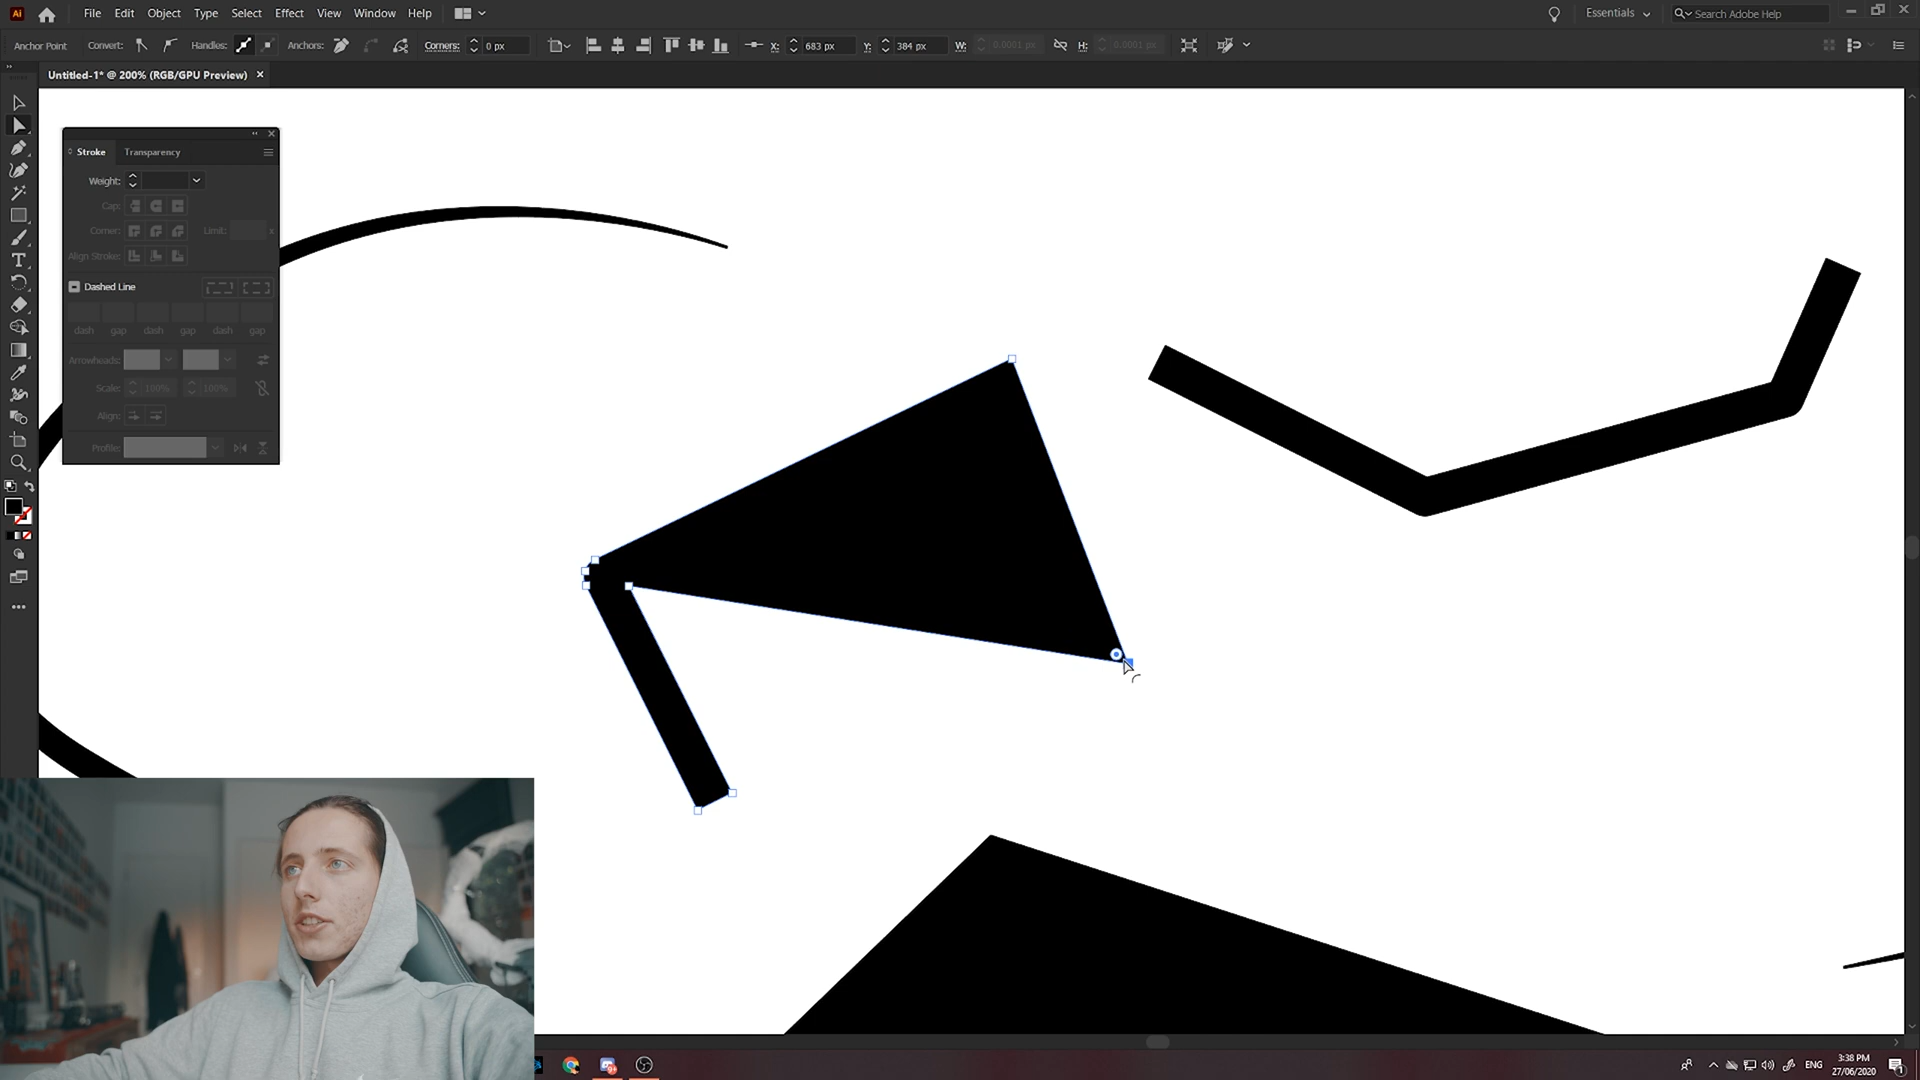 Ai File Edit Object Type Select Effect View Window Help Essentials Search Adobe Help
Anchor Point Convert: Handles: Anchors: Corners: 0 px X: 683 px Y: 384 px W: 0.0001 px H: 0.0001 px
Untitled-1* @ 200% (RGB/GPU Preview)
Stroke Transparency
Weight:
Cap:
Corner: Limit: x
Align Stroke:
Dashed Line
dash gap dash gap dash gap
Arrowheads:
Scale: 100% 100%
Align:
Profile:
ENG 3:38 PM
27/06/2020